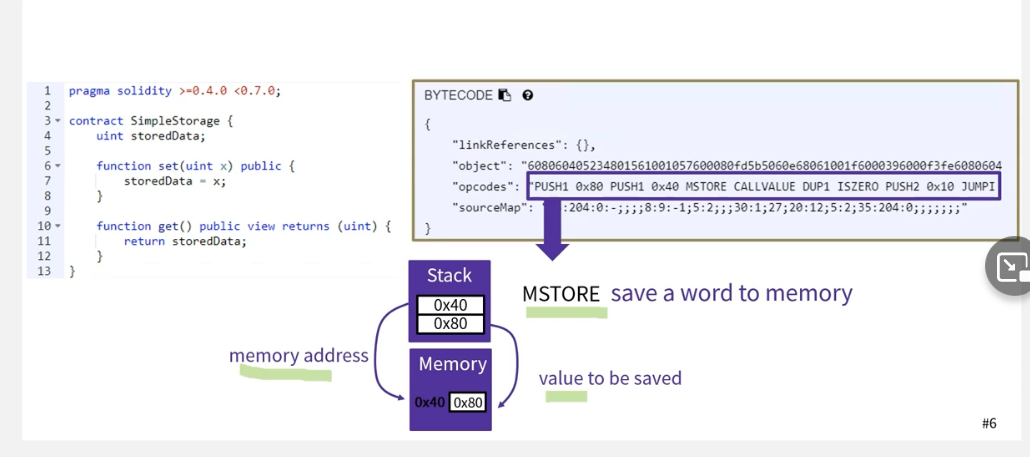 1 pragma solidity >=0.4.0 <0.7.0;
2
3 contract SimpleStorage {
4 uint storedData;
5
6 function set(uint x) public {
7 storedData = x;
8 }
9
10 function get() public view returns (uint) {
11 return storedData;
12 }
13 }
BYTECODE
{
"linkReferences": {},
"object": "608060405234801561001057600080fd5b5060e68061001f6000396000f3fe6080604
"opcodes": "PUSH1 0x80 PUSH1 0x40 MSTORE CALLVALUE DUP1 ISZERO PUSH2 0x10 JUMPI
"sourceMap": :204:0:-;;;;8:9:-1;5:2;;;30:1;27;20:12;5:2;35:204:0;;;;;;;"
}
Stack
0x40
0x80
MSTORE save a word to memory
memory address
Memory
0x40 0x80
value to be saved
#6